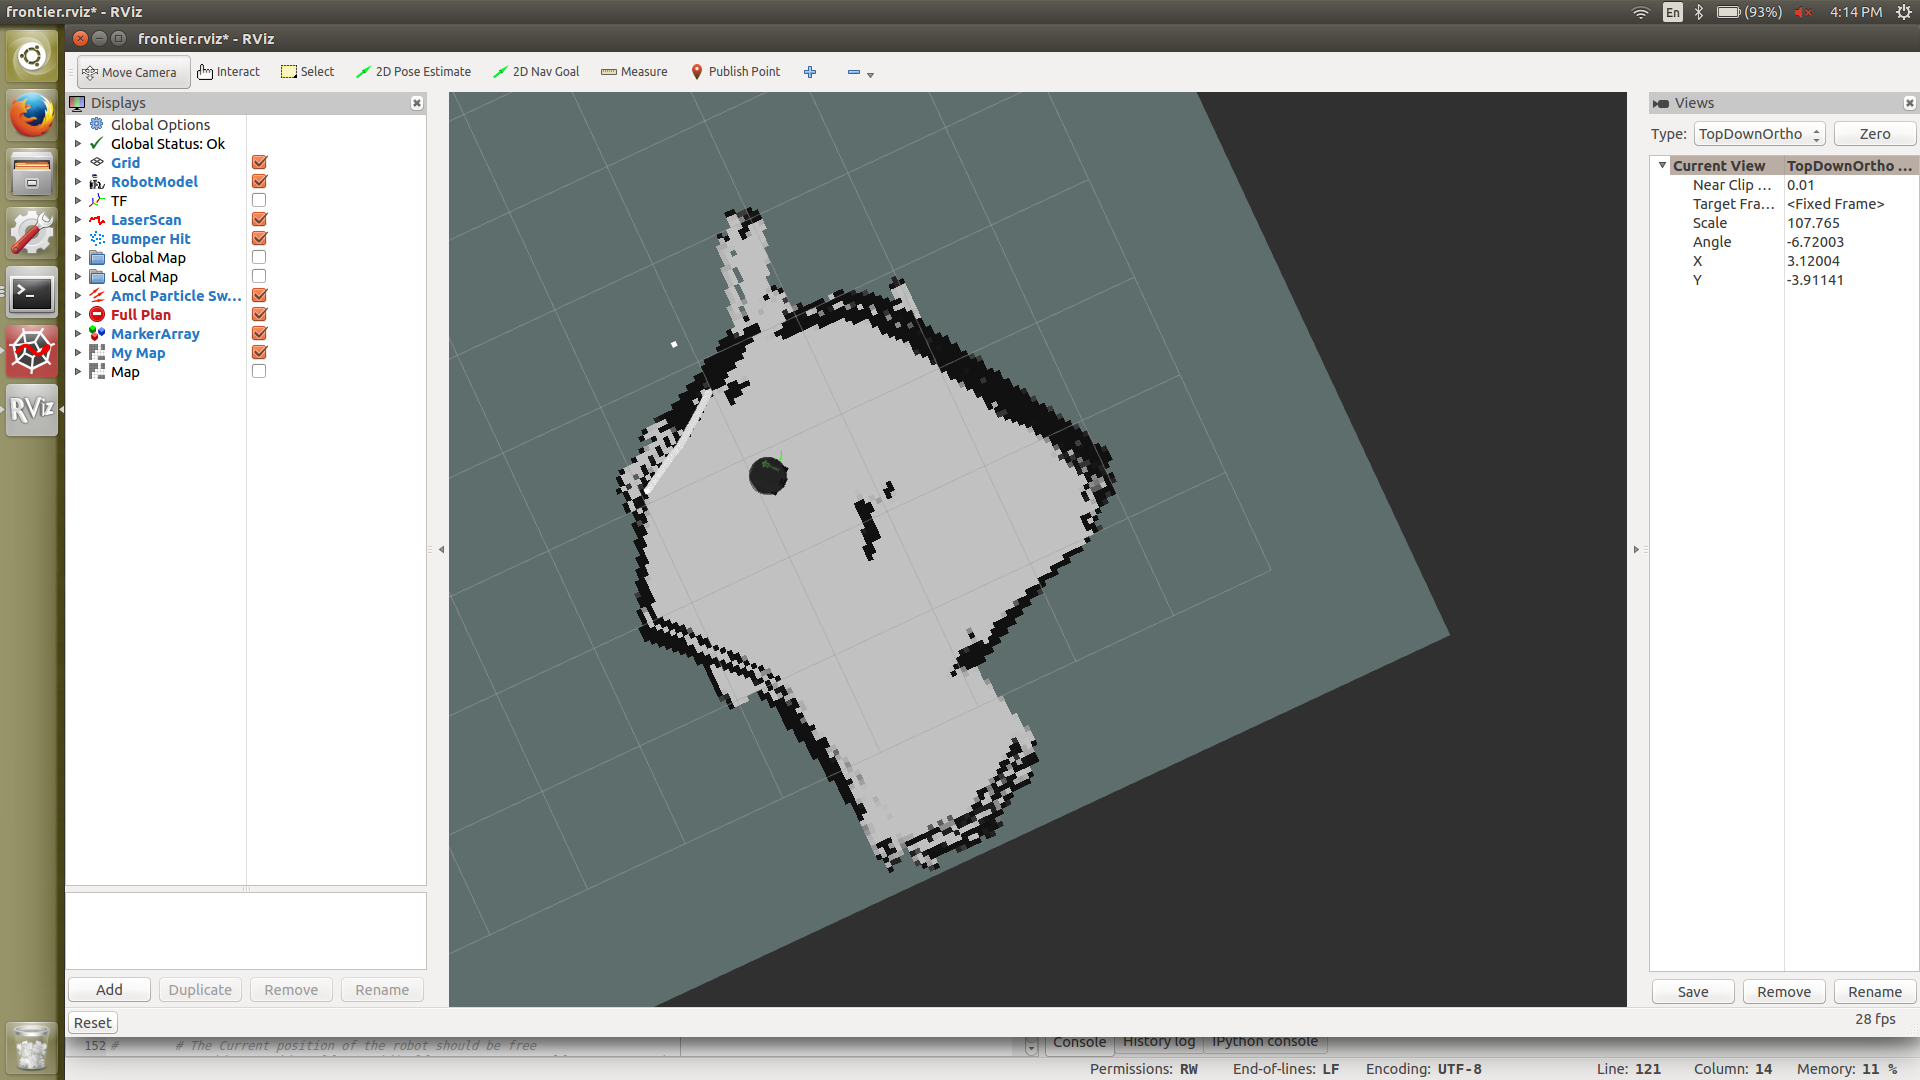 frontier.rviz* - RViz
En
(93%)
4:14 PM
frontier.rviz* - RViz
Move Camera
Interact
Select
2D Pose Estimate
2D Nav Goal
Measure
Publish Point
Displays
Global Options
Global Status: Ok
Grid
RobotModel
TF
LaserScan
Bumper Hit
Global Map
Local Map
Amcl Particle Sw...
Full Plan
MarkerArray
My Map
Map
Add
Duplicate
Remove
Rename
Reset
Views
Type: TopDownOrtho
Zero
Current View TopDownOrtho ...
Near Clip ... 0.01
Target Fra... <Fixed Frame>
Scale 107.765
Angle -6.72003
X 3.12004
Y -3.91141
Save
Remove
Rename
28 fps
RViz
152 # # The Current position of the robot should be free
Console
History log
IPython console
Permissions: RW
End-of-lines: LF
Encoding: UTF-8
Line: 121
Column: 14
Memory: 11 %